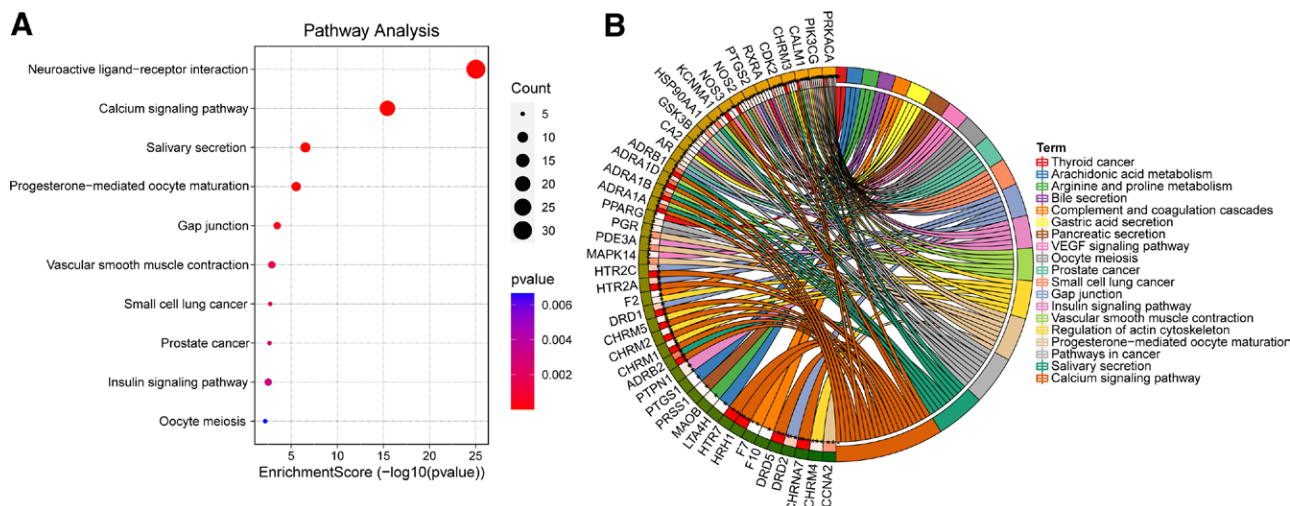 A
Pathway Analysis
Neuroactive ligand−receptor interaction
Calcium signaling pathway
Salivary secretion
Progesterone−mediated oocyte maturation
Gap junction
Vascular smooth muscle contraction
Small cell lung cancer
Prostate cancer
Insulin signaling pathway
Oocyte meiosis
5
10
15
20
25
EnrichmentScore (−log10(pvalue))
Count
5
10
15
20
25
30
pvalue
0.006
0.004
0.002
B
PRKACA
PIK3CG
CALM1
CHRM3
CDK2
RXRA
PTGS2
NOS2
NOS3
KCNMA1
HSP90AA1
GSK3B
CA2
AR
ADRB1
ADRA1D
ADRA1B
ADRA1A
PPARG
PGR
PDE3A
MAPK14
HTR2C
HTR2A
F2
DRD1
CHRM5
CHRM2
CHRM1
ADRB2
PTPN1
PTGS1
PRSS1
MAOB
LTA4H
HTR7
HRH1
F7
F10
DRD5
DRD2
CHRNA7
CHRM4
CCNA2
Term
Thyroid cancer
Arachidonic acid metabolism
Arginine and proline metabolism
Bile secretion
Complement and coagulation cascades
Gastric acid secretion
Pancreatic secretion
VEGF signaling pathway
Oocyte meiosis
Prostate cancer
Small cell lung cancer
Gap junction
Insulin signaling pathway
Vascular smooth muscle contraction
Regulation of actin cytoskeleton
Progesterone−mediated oocyte maturation
Pathways in cancer
Salivary secretion
Calcium signaling pathway